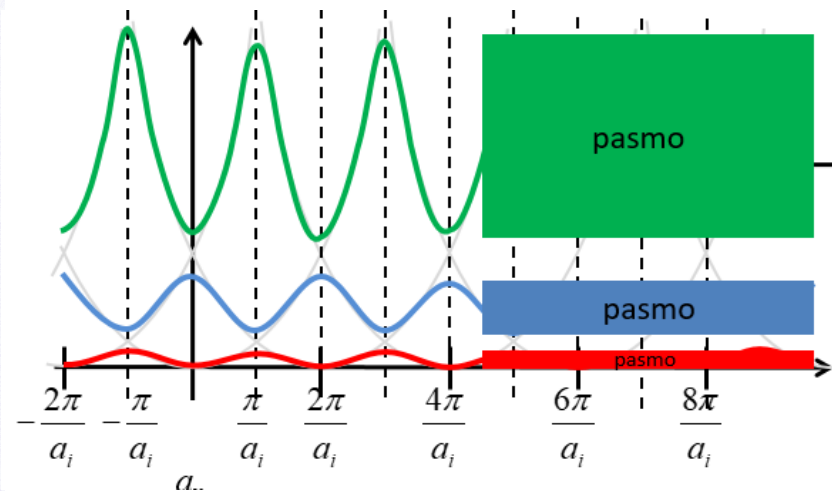 pasmo
pasmo
pasmo
−2π/a_i −π/a_i π/a_i 2π/a_i 4π/a_i 6π/a_i 8π/a_i